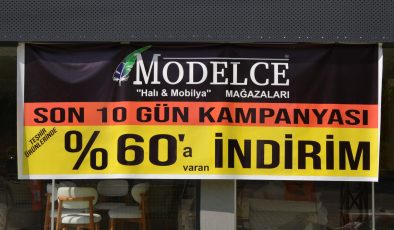 MODELCE
"Halı & Mobilya" MAĞAZALARI
SON 10 GÜN KAMPANYASI
TEŞHİR
ÜRÜNLERİNDE
%60'a varan İNDİRİM